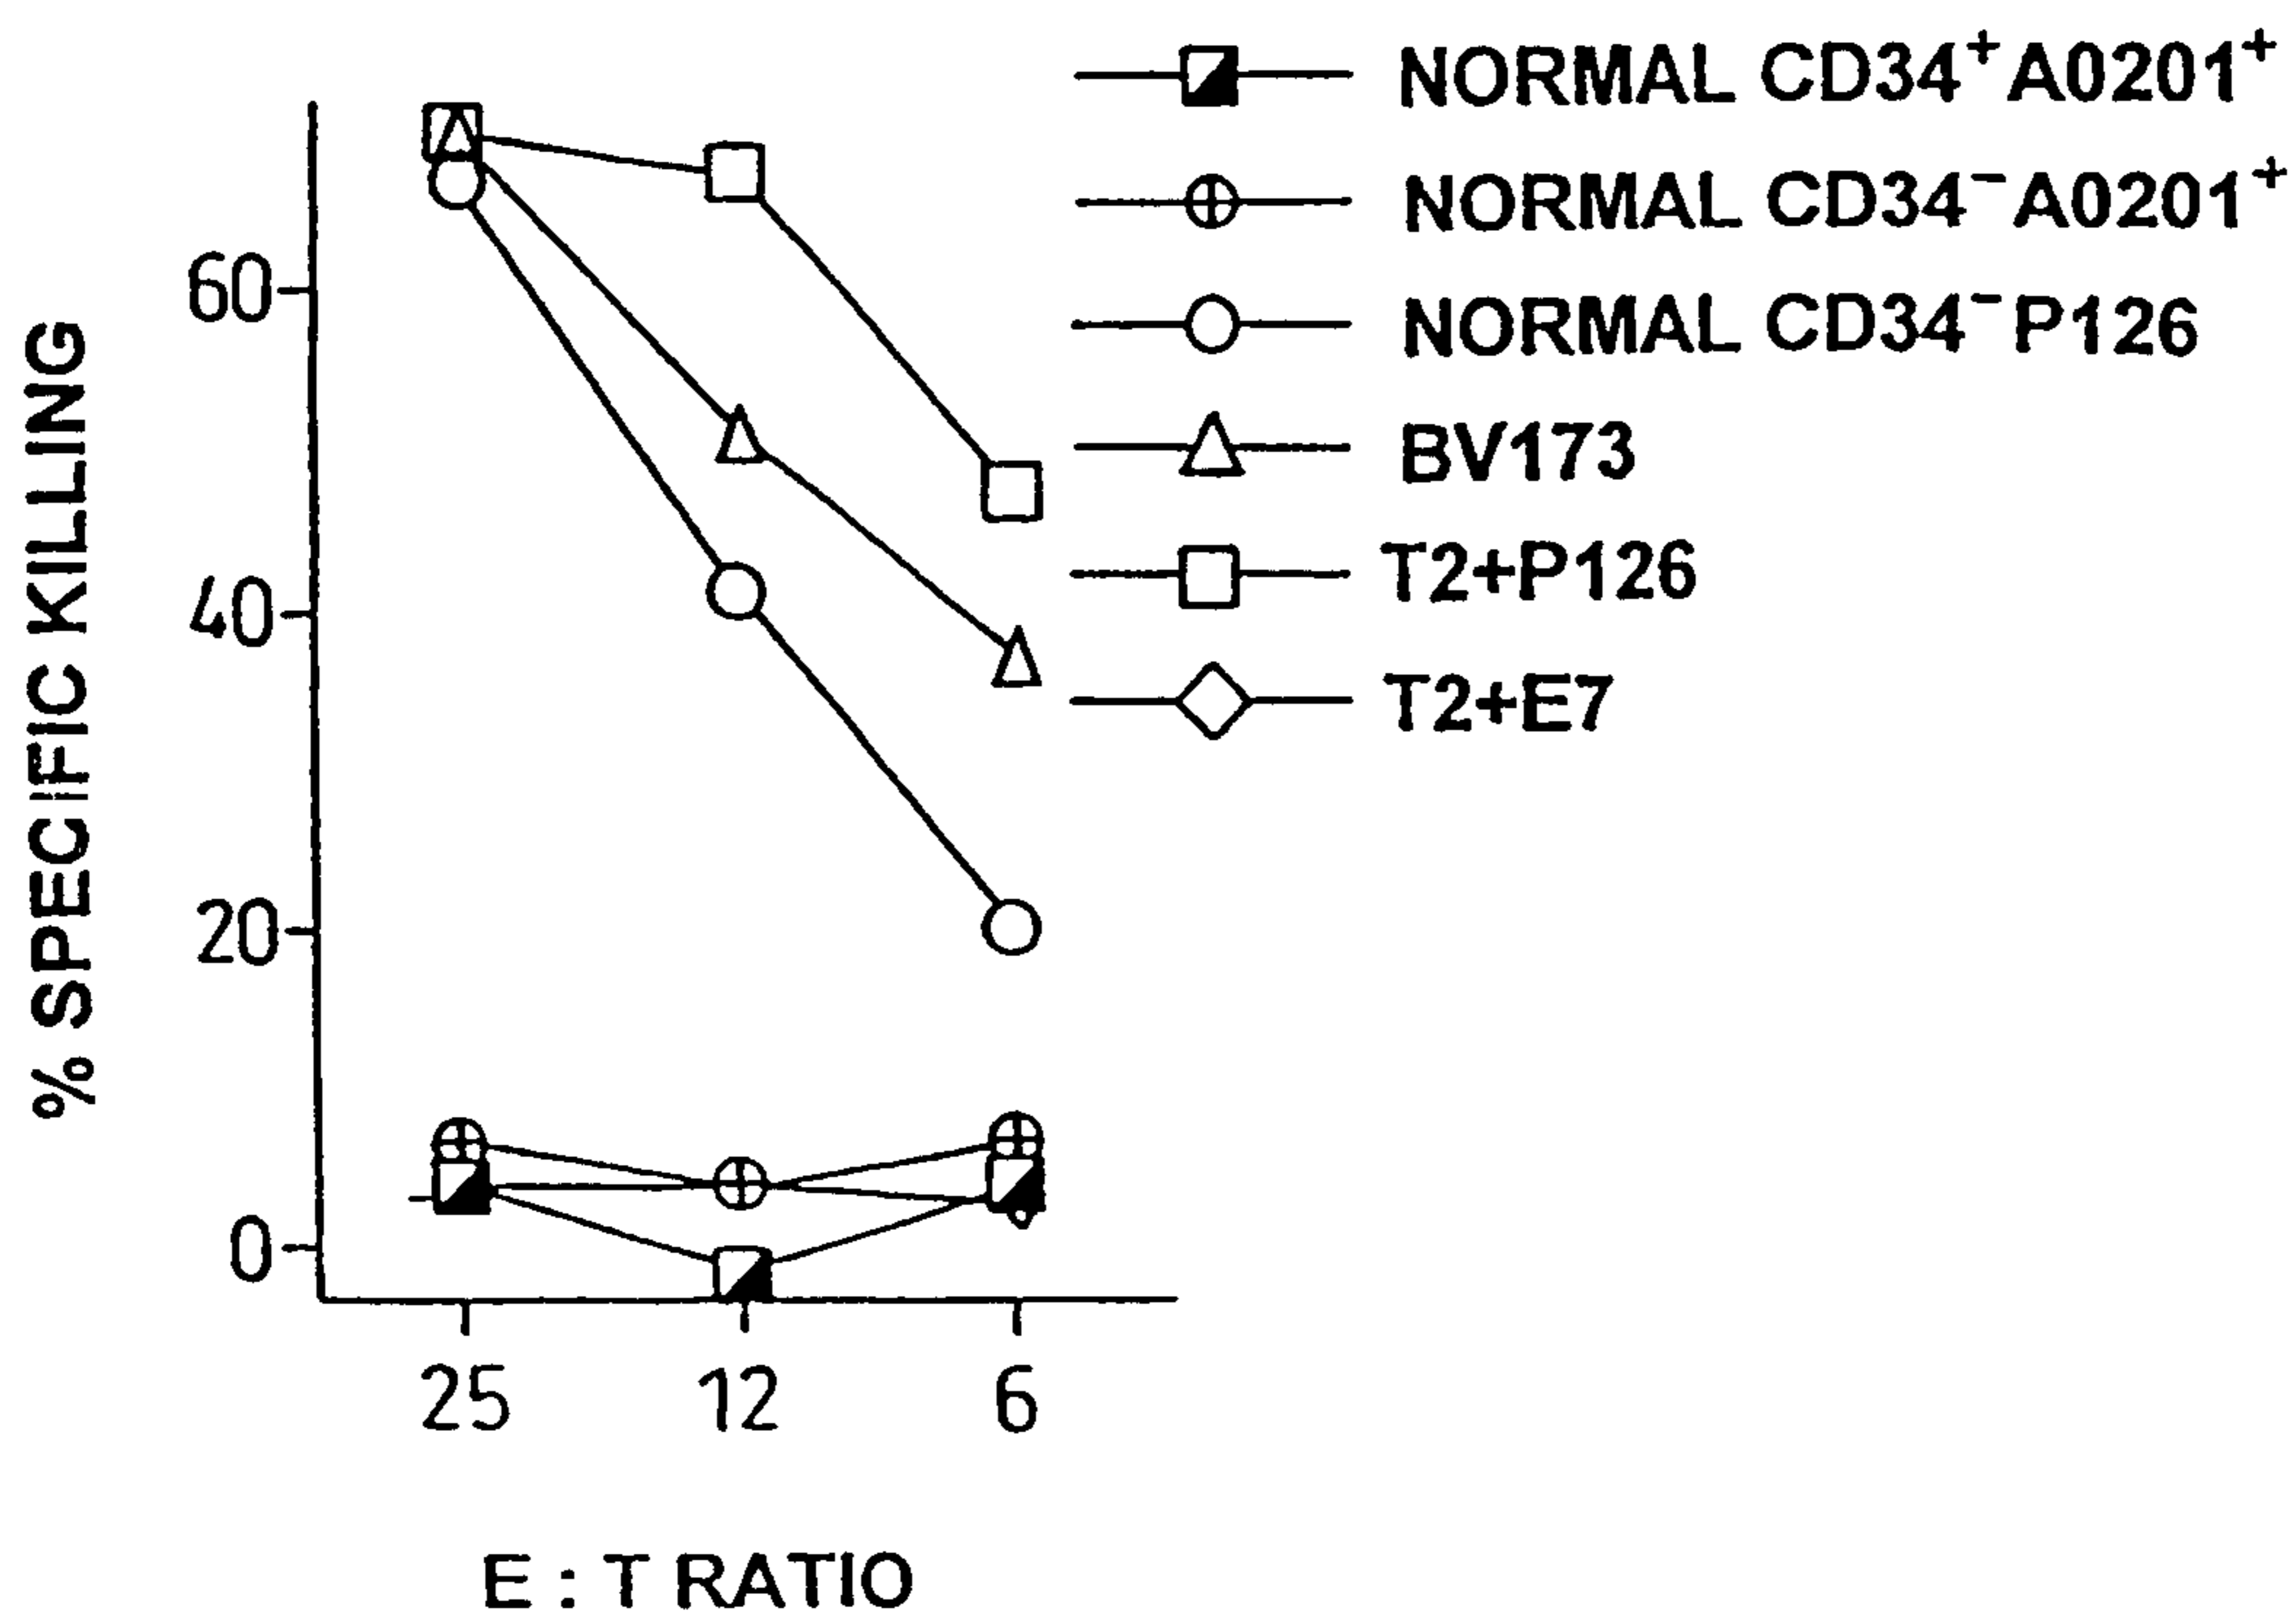 NORMAL CD34⁺A0201⁺
NORMAL CD34⁻A0201⁺
NORMAL CD34⁻P126
BV173
T2+P126
T2+E7
% SPECIFIC KILLING
60
40
20
0
25 12 6
E : T RATIO